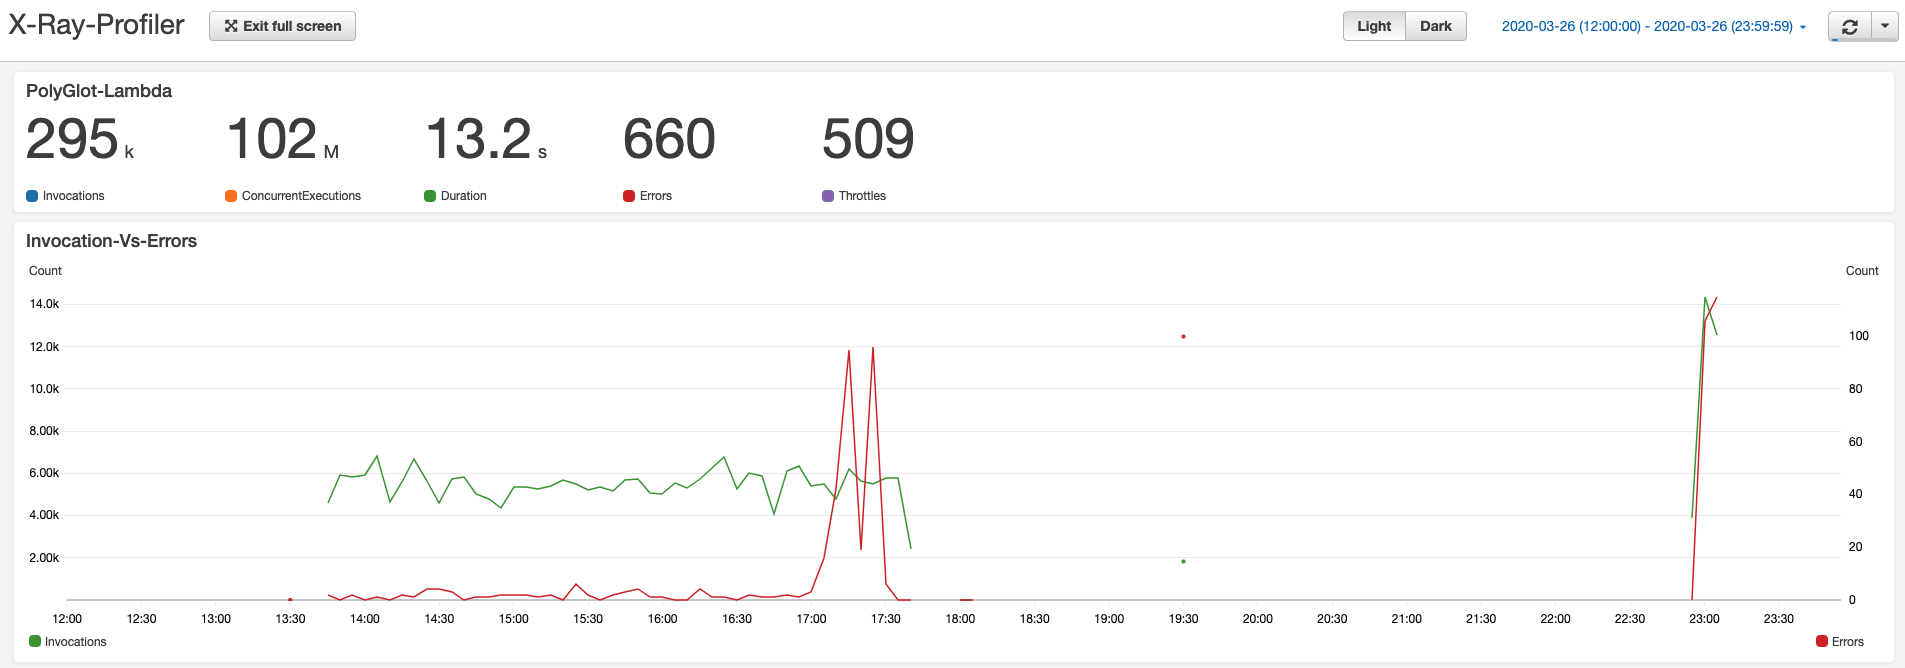 X-Ray-Profiler Exit full screen Light Dark 2020-03-26 (12:00:00) - 2020-03-26 (23:59:59)
PolyGlot-Lambda
295 k 102 M 13.2 s 660 509
Invocations ConcurrentExecutions Duration Errors Throttles
Invocation-Vs-Errors
Count Count
14.0k
12.0k 100
10.0k 80
8.00k 60
6.00k
4.00k 40
2.00k 20
0
12:00 12:30 13:00 13:30 14:00 14:30 15:00 15:30 16:00 16:30 17:00 17:30 18:00 18:30 19:00 19:30 20:00 20:30 21:00 21:30 22:00 22:30 23:00 23:30
Invocations Errors